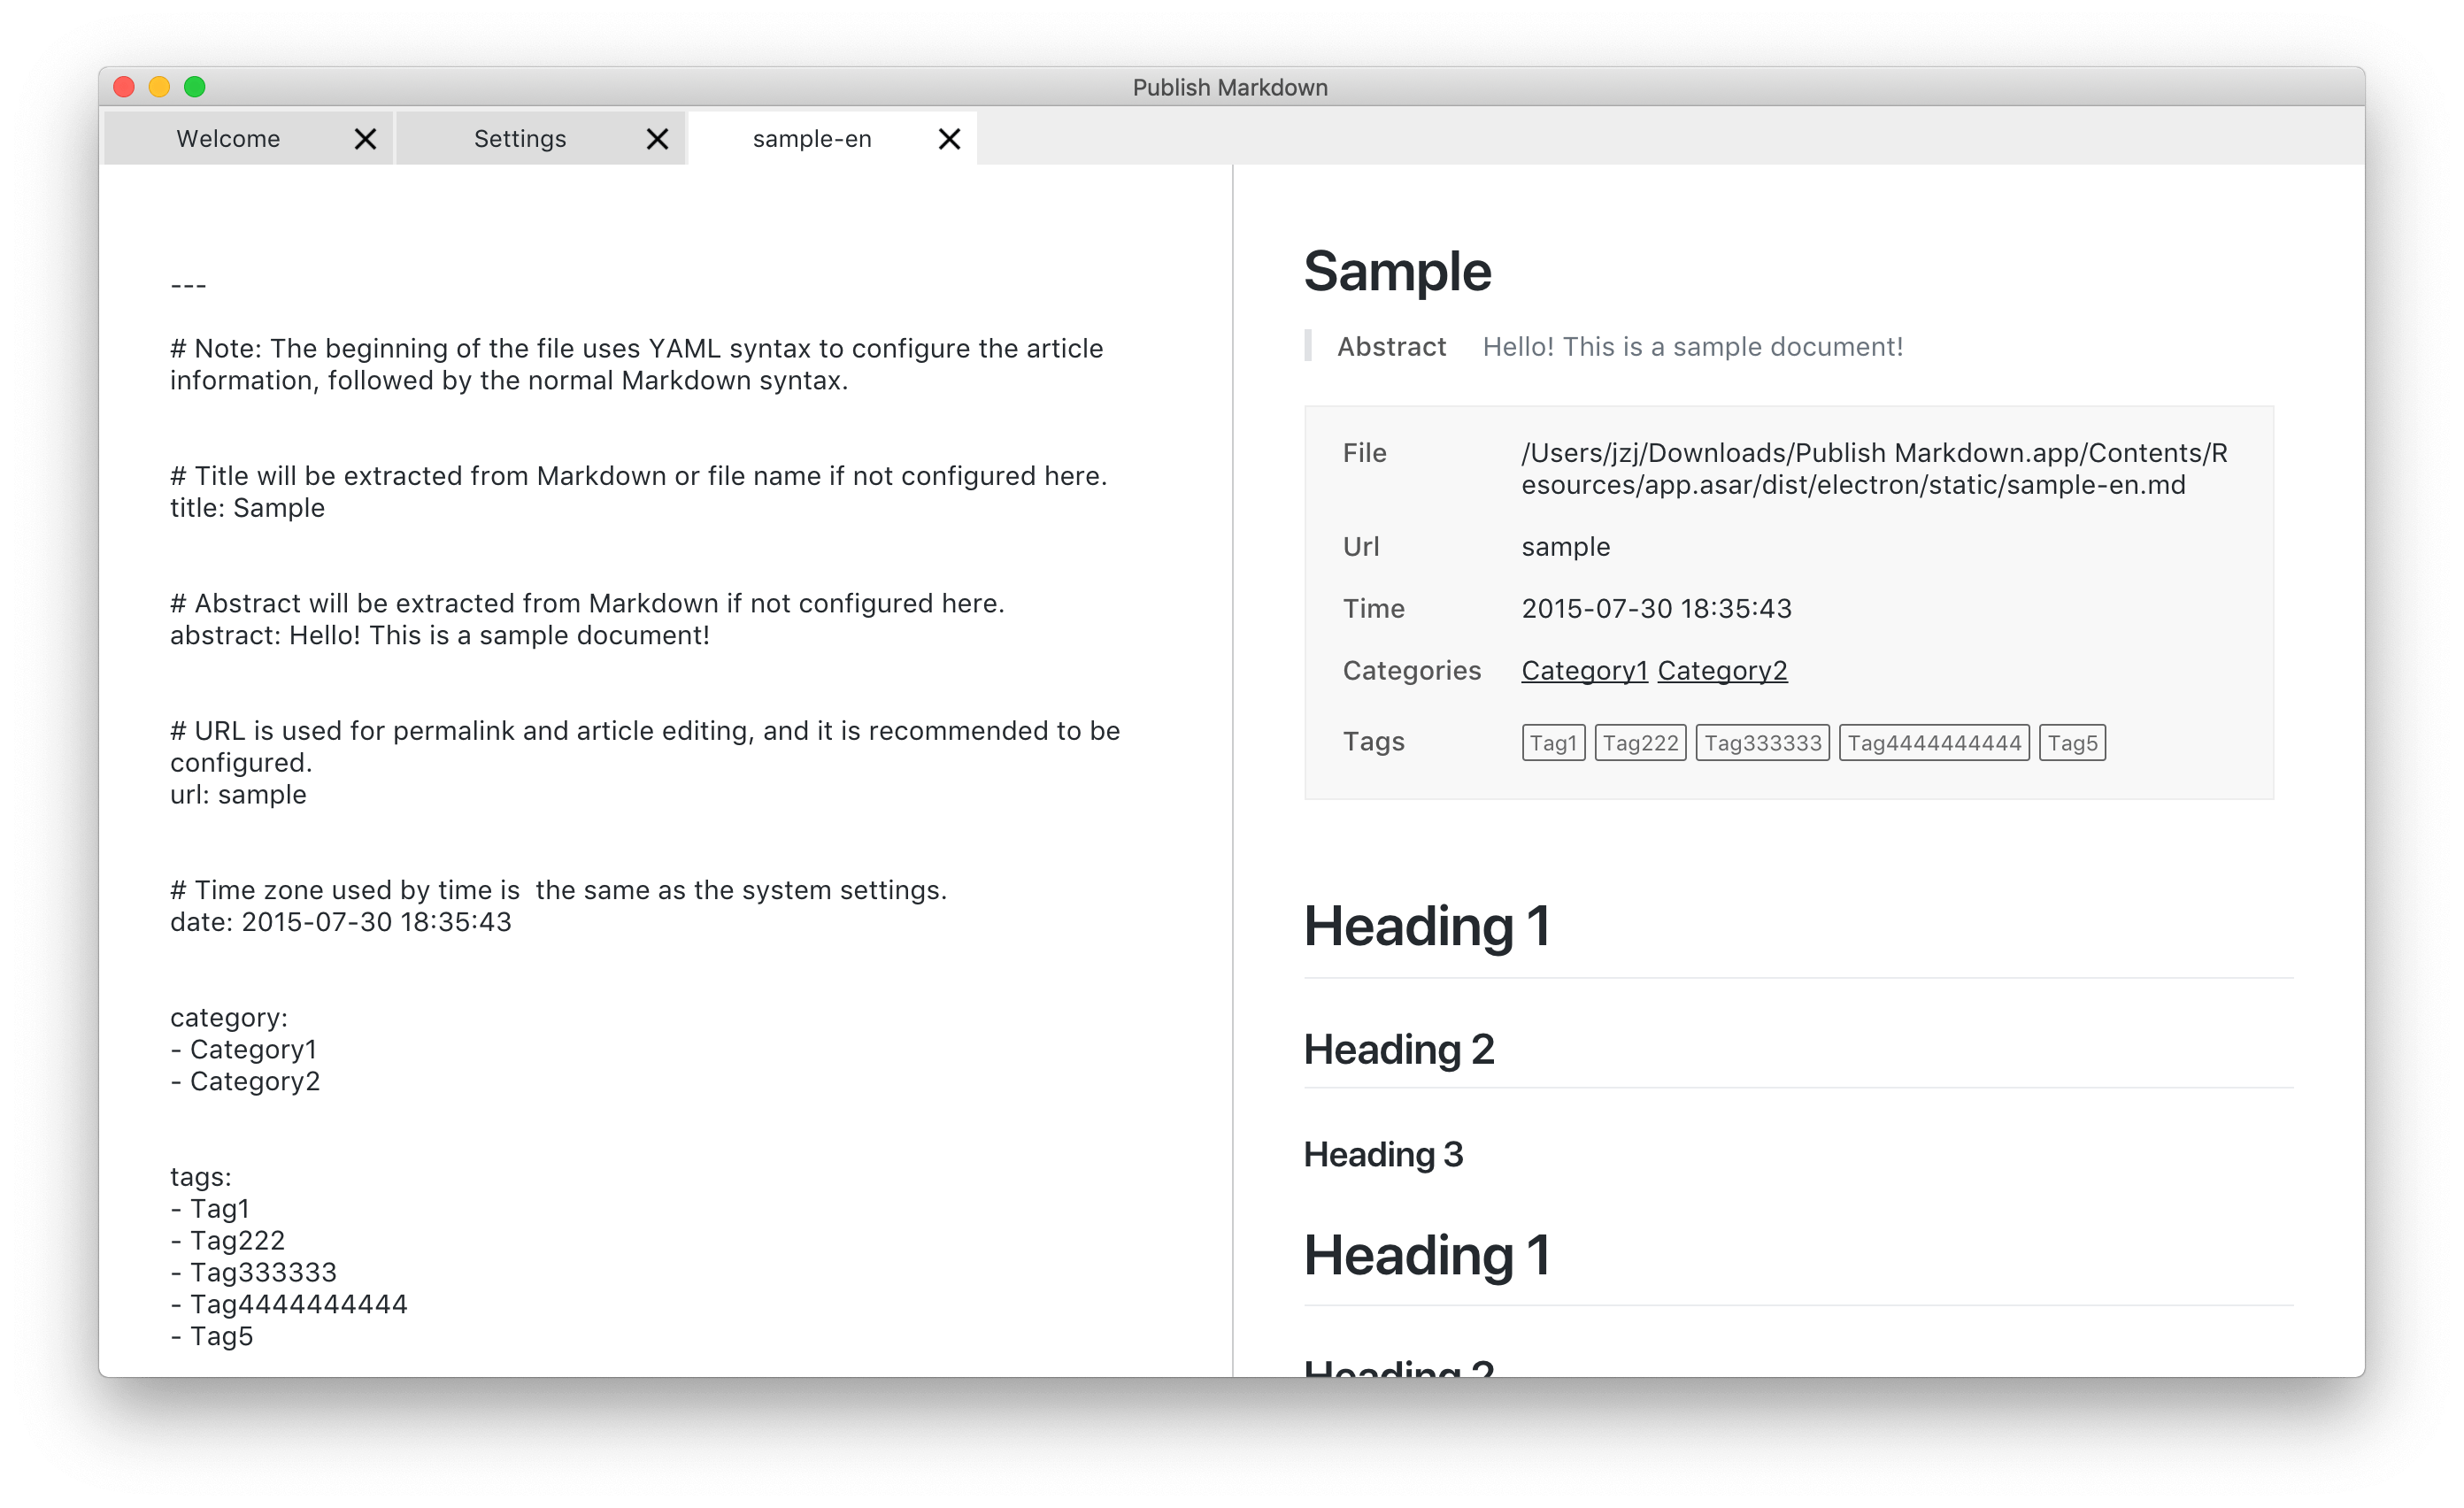 Publish Markdown
Welcome
Settings
sample-en
---
# Note: The beginning of the file uses YAML syntax to configure the article
information, followed by the normal Markdown syntax.
# Title will be extracted from Markdown or file name if not configured here.
title: Sample
# Abstract will be extracted from Markdown if not configured here.
abstract: Hello! This is a sample document!
# URL is used for permalink and article editing, and it is recommended to be
configured.
url: sample
# Time zone used by time is  the same as the system settings.
date: 2015-07-30 18:35:43
category:
- Category1
- Category2
tags:
- Tag1
- Tag222
- Tag333333
- Tag4444444444
- Tag5
Sample
Abstract Hello! This is a sample document!
File /Users/jzj/Downloads/Publish Markdown.app/Contents/R
esources/app.asar/dist/electron/static/sample-en.md
Url sample
Time 2015-07-30 18:35:43
Categories Category1 Category2
Tags Tag1 Tag222 Tag333333 Tag4444444444 Tag5
Heading 1
Heading 2
Heading 3
Heading 1
Heading 2